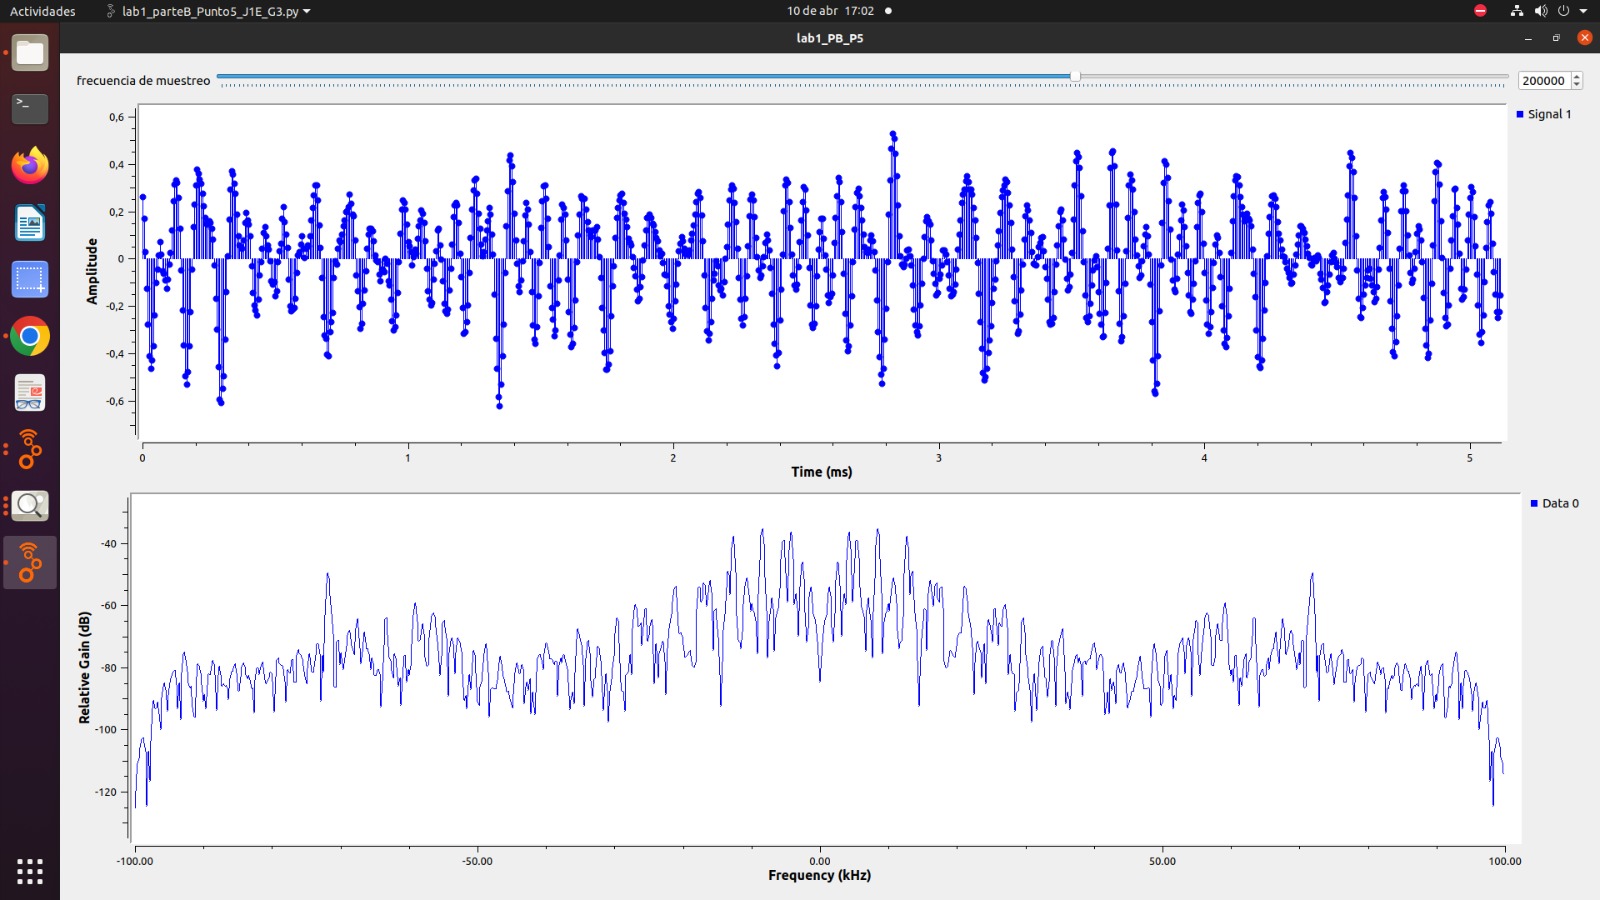 Actividades
lab1_parteB_Punto5_J1E_G3.py
10 de abr 17:02
lab1_PB_P5
frecuencia de muestreo
200000
Signal 1
0,6
0,4
0,2
0
-0,2
-0,4
-0,6
Amplitude
0 1 2 3 4 5
Time (ms)
Data 0
-40
-60
-80
-100
-120
Relative Gain (dB)
-100.00 -50.00 0.00 50.00 100.00
Frequency (kHz)